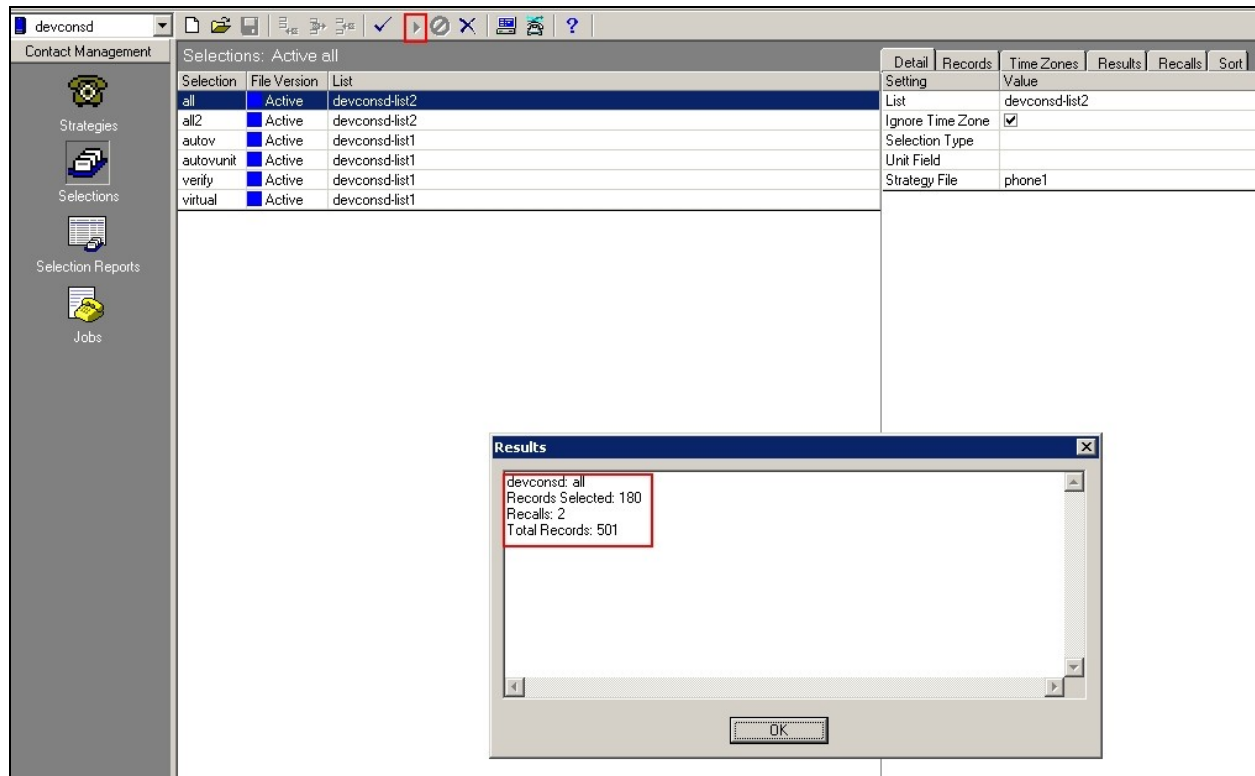 devconsd
?
Contact Management
Strategies
Selections
Selection Reports
Jobs
Selections: Active all
Selection File Version List
all Active devconsd-list2
all2 Active devconsd-list2
autov Active devconsd-list1
autovunit Active devconsd-list1
verify Active devconsd-list1
virtual Active devconsd-list1
Detail Records Time Zones Results Recalls Sort
Setting Value
List devconsd-list2
Ignore Time Zone
Selection Type
Unit Field
Strategy File phone1
Results
devconsd: all
Records Selected: 180
Recalls: 2
Total Records: 501
OK